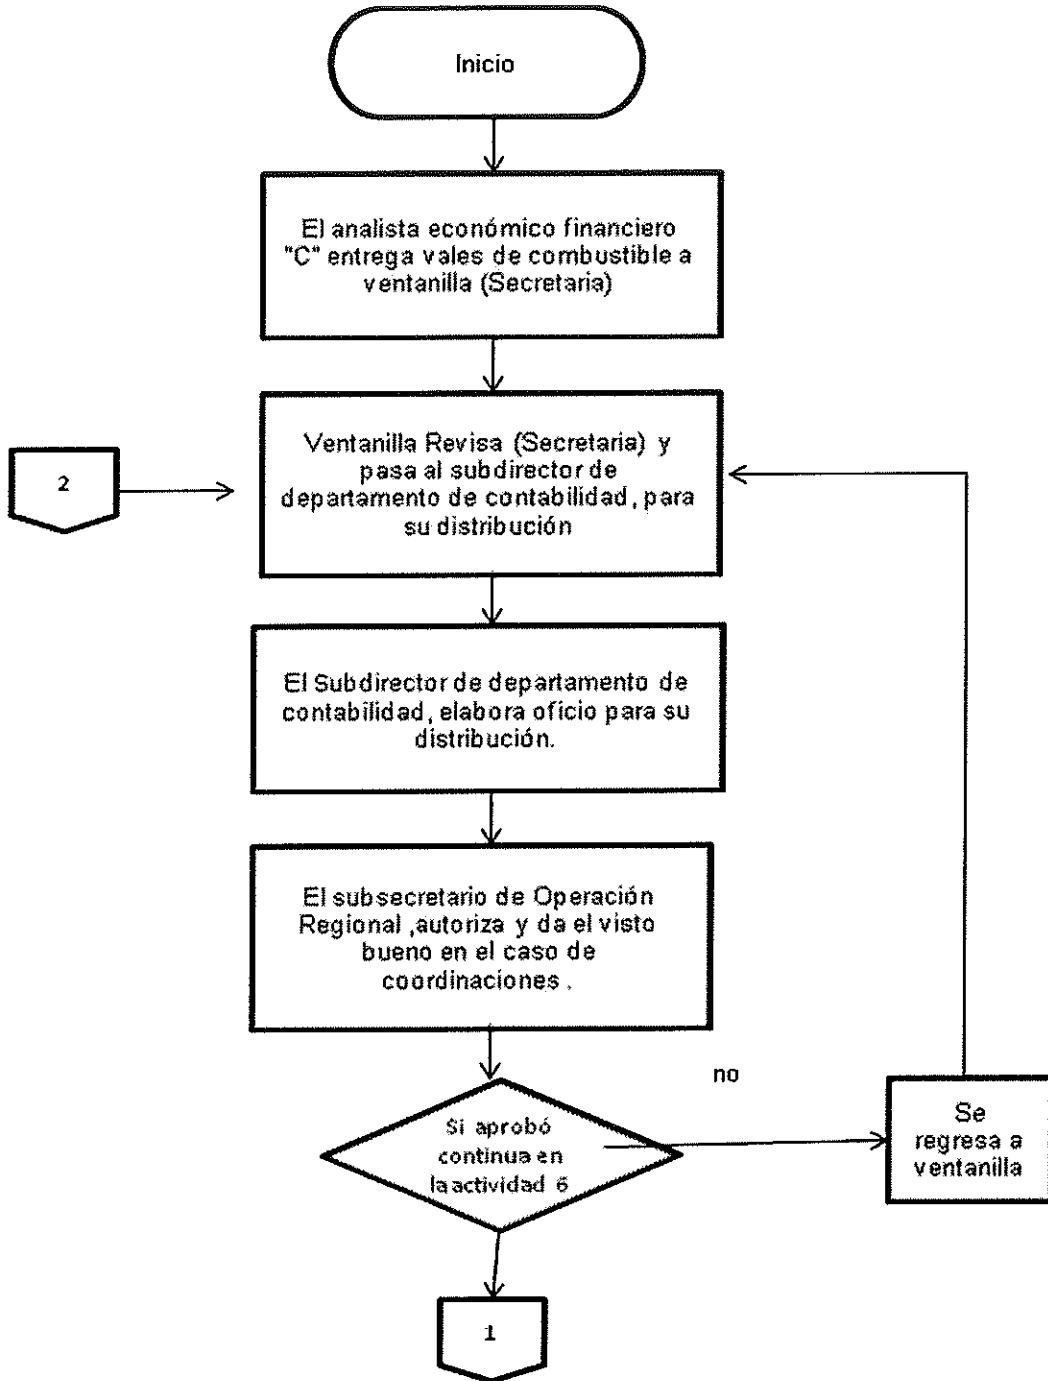 Inicio
El analista económico financiero
"C" entrega vales de combustible a
ventanilla (Secretaria)
Ventanilla Revisa (Secretaria) y
pasa al subdirector de
departamento de contabilidad, para
su distribución
2
El Subdirector de departamento de
contabilidad, elabora oficio para su
distribución.
El subsecretario de Operación
Regional ,autoriza y da el visto
bueno en el caso de
coordinaciones .
no
Si aprobó
continua en
la actividad 6
Se
regresa a
ventanilla
1